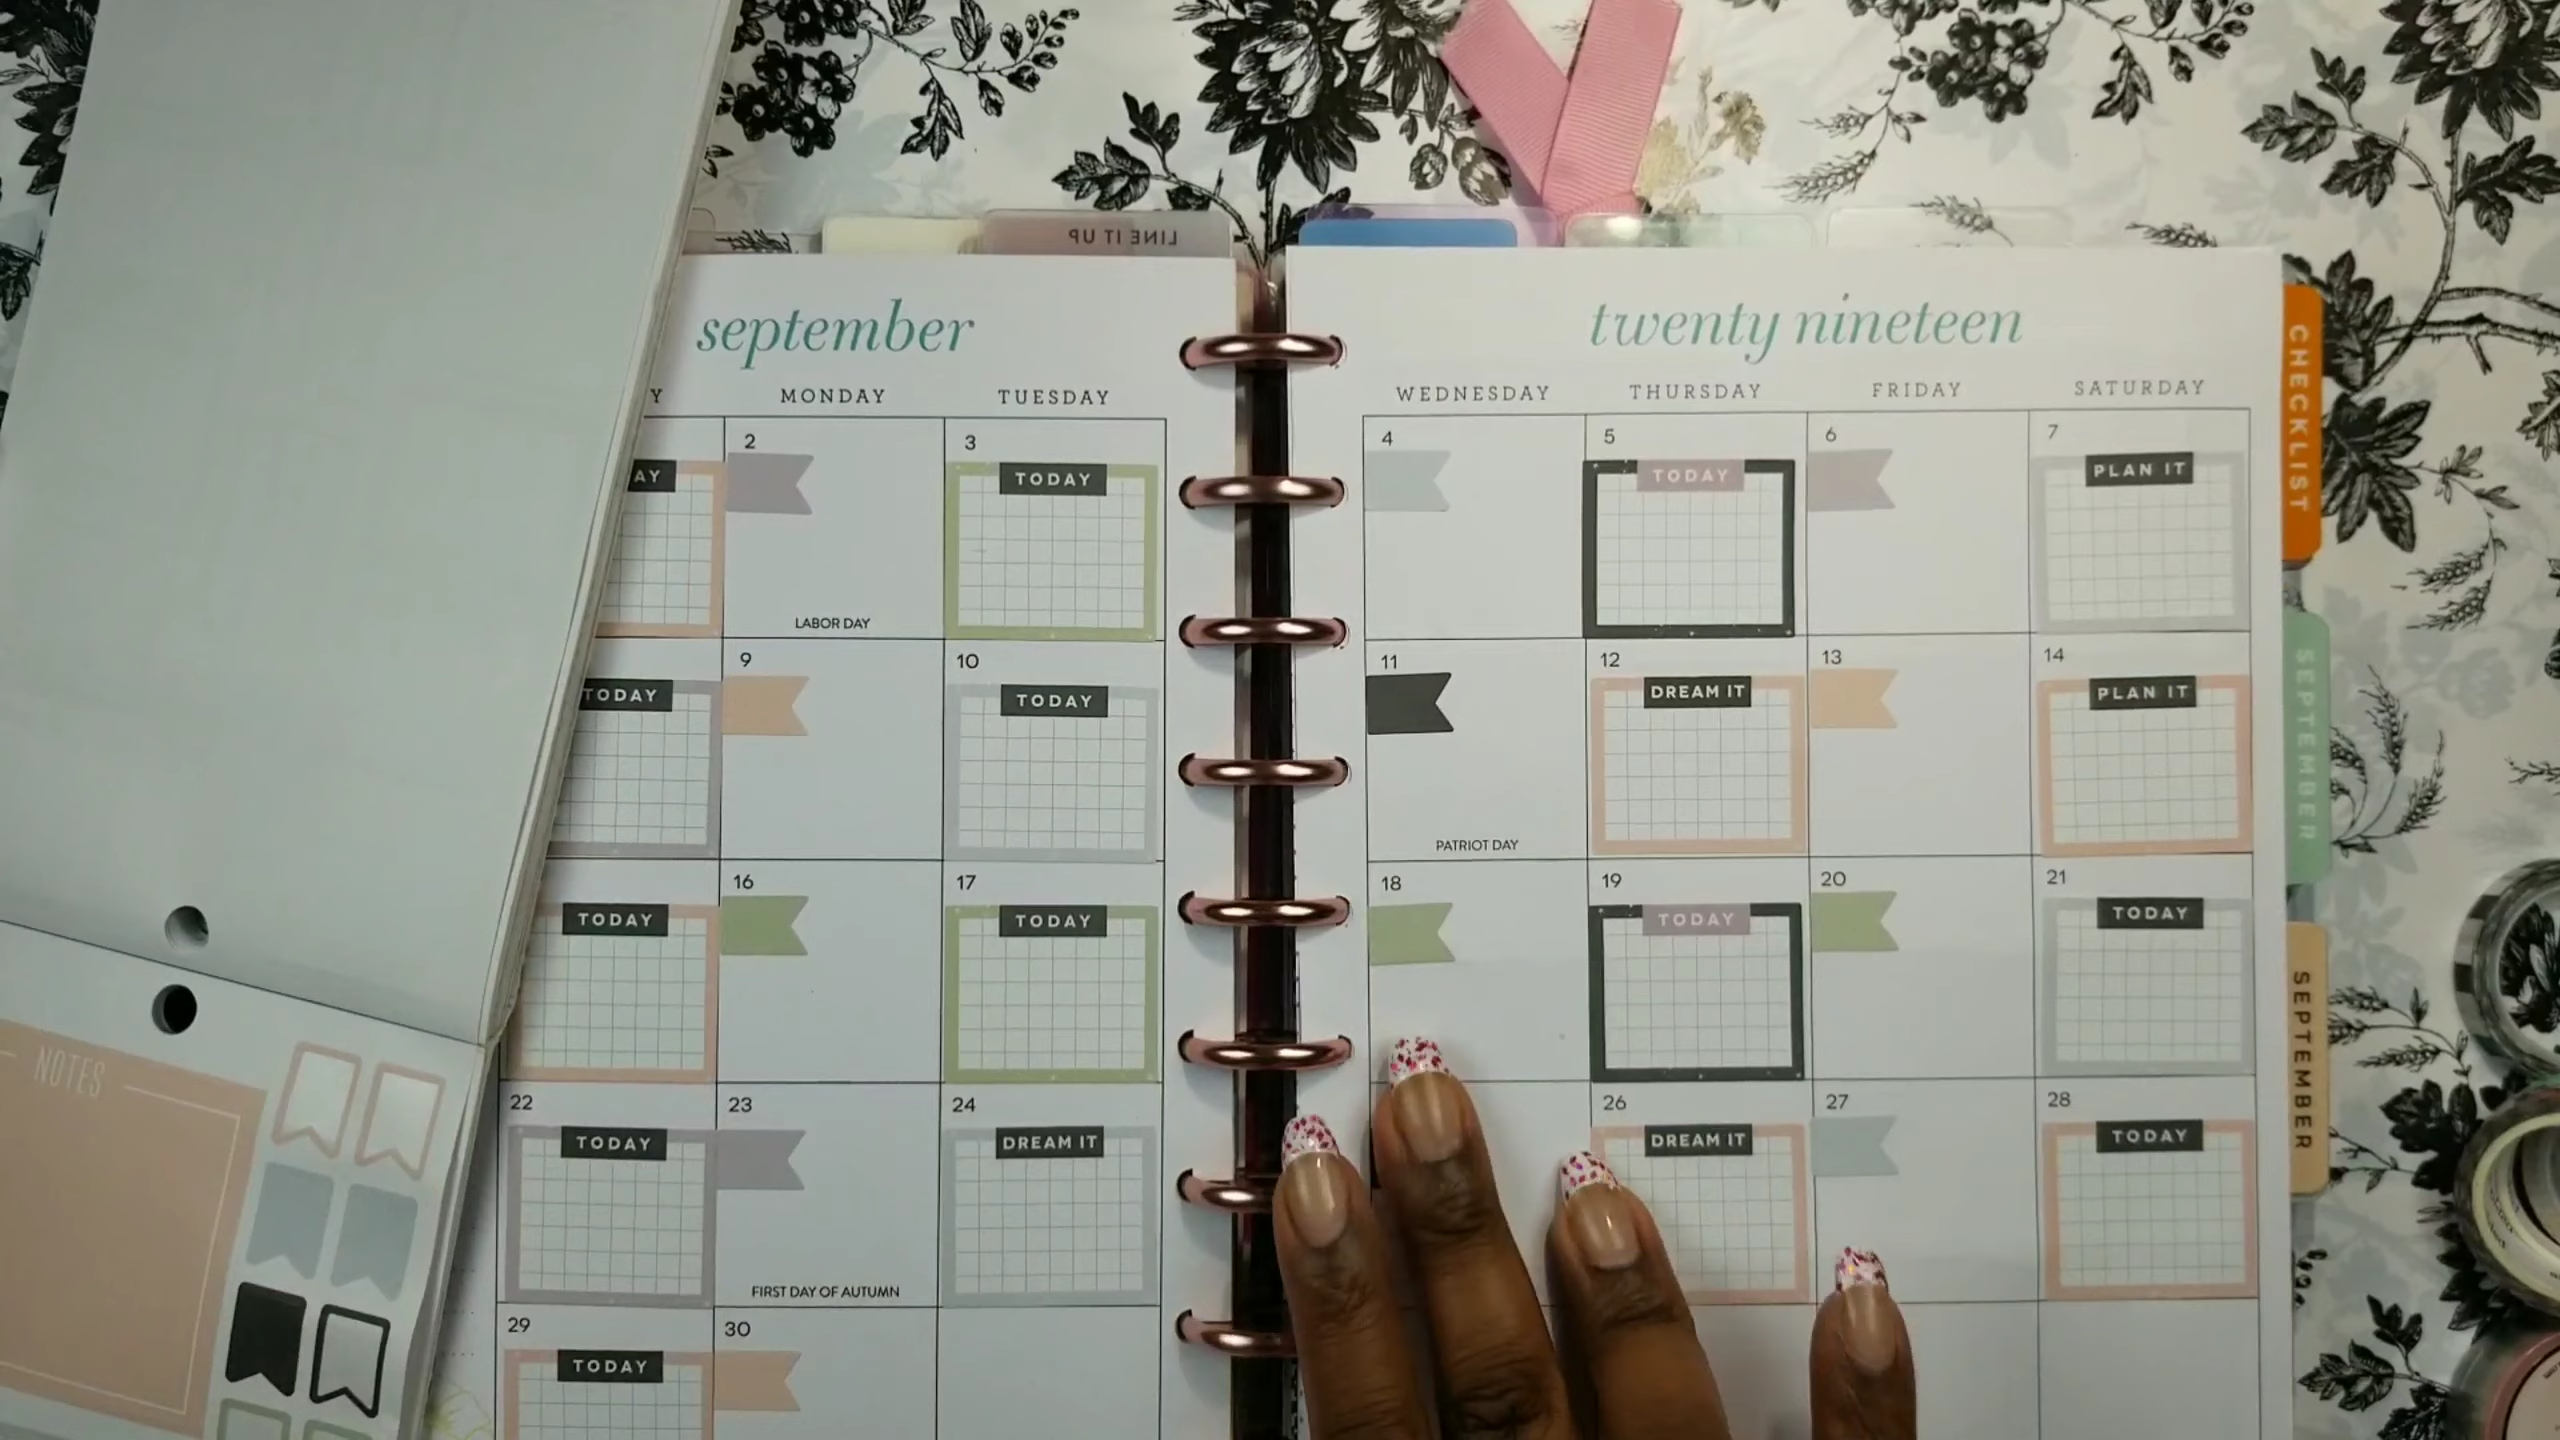 LINE IT UP
september
twenty nineteen
Y MONDAY TUESDAY
WEDNESDAY THURSDAY FRIDAY SATURDAY
2 3 4 5 6 7
AY TODAY TODAY PLAN IT
LABOR DAY
9 10 11 12 13 14
TODAY TODAY DREAM IT PLAN IT
PATRIOT DAY
16 17 18 19 20 21
TODAY TODAY TODAY TODAY
22 23 24 26 27 28
TODAY DREAM IT DREAM IT TODAY
FIRST DAY OF AUTUMN
29 30
TODAY
NOTES
CHECKLIST
SEPTEMBER
SEPTEMBER